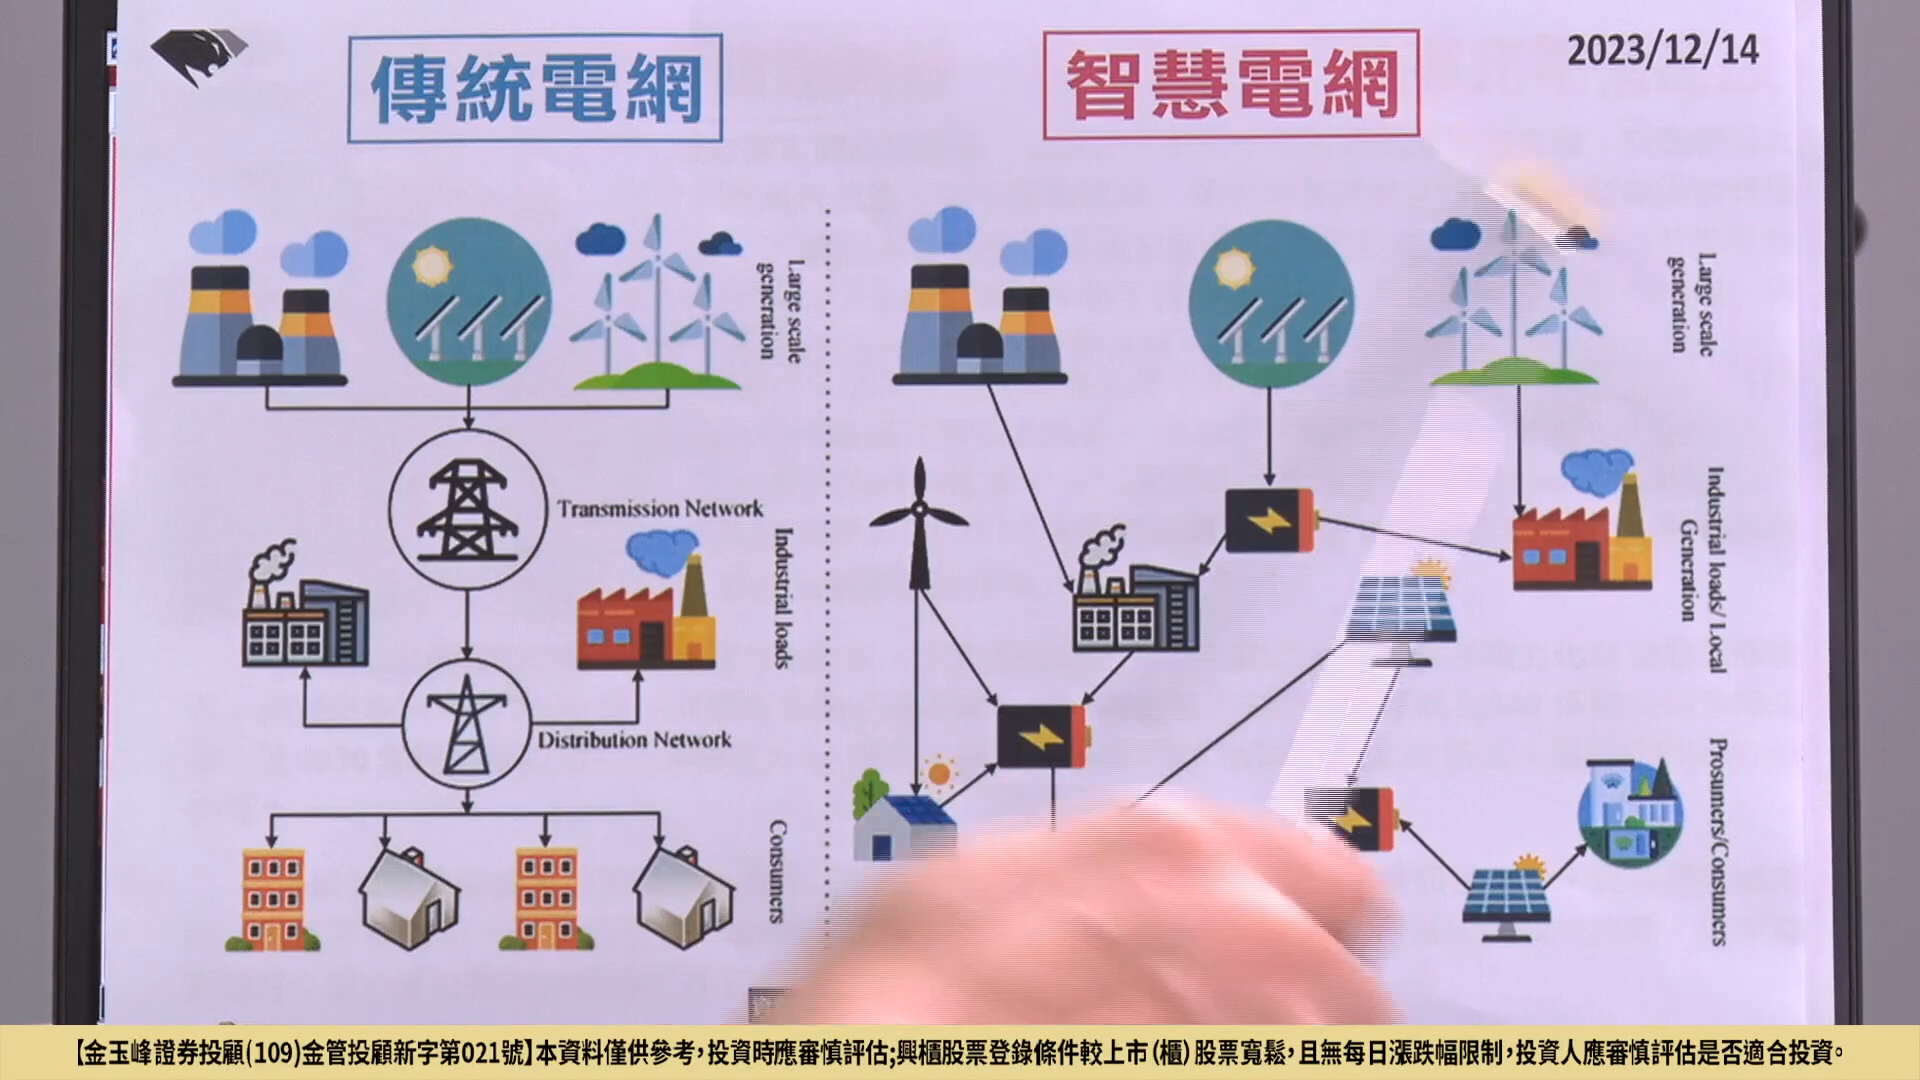 傳統電網
智慧電網
2023/12/14
Large scale
generation
Transmission Network
Industrial loads
Distribution Network
Consumers
Large scale
generation
Industrial loads/ Local
Generation
Prosumers/Consumers
【金玉峰證券投顧(109)金管投顧新字第021號】本資料僅供參考,投資時應審慎評估;興櫃股票登錄條件較上市(櫃)股票寬鬆,且無每日漲跌幅限制,投資人應審慎評估是否適合投資。